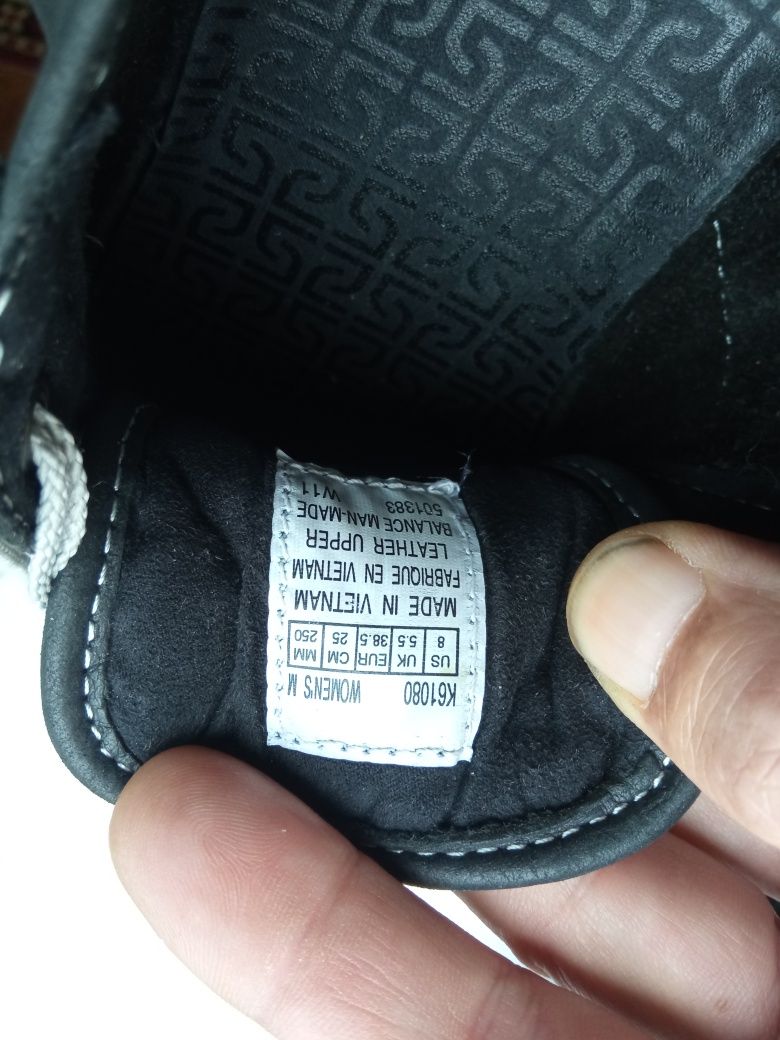 K61080 WOMEN'S M
US UK EUR CM MM
8 5.5 38.5 25 250
MADE IN VIETNAM
FABRIQUE EN VIETNAM
LEATHER UPPER
BALANCE MAN-MADE
501383 W11